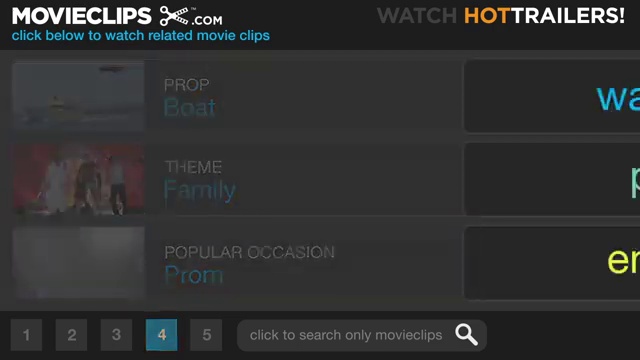 MOVIECLIPS .COM
WATCH HOTTRAILERS!
click below to watch related movie clips
PROP
Boat
THEME
Family
POPULAR OCCASION
Prom
1 2 3 4 5
click to search only movieclips